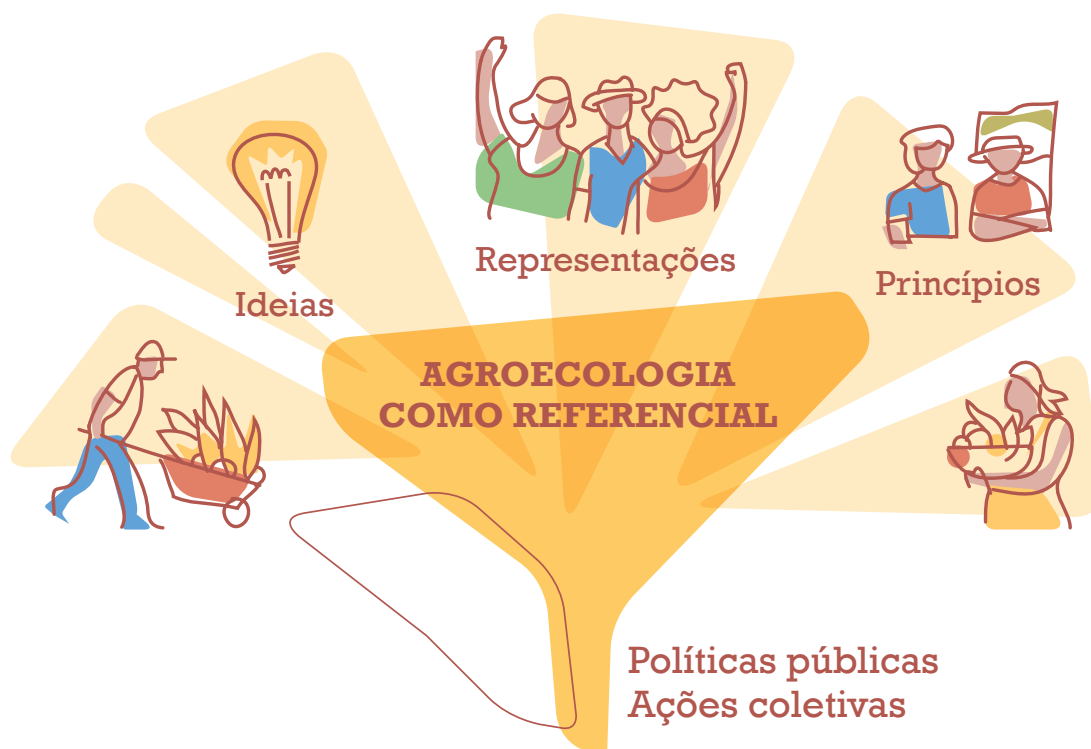 Ideias
Representações
Princípios
AGROECOLOGIA
COMO REFERENCIAL
Políticas públicas
Ações coletivas